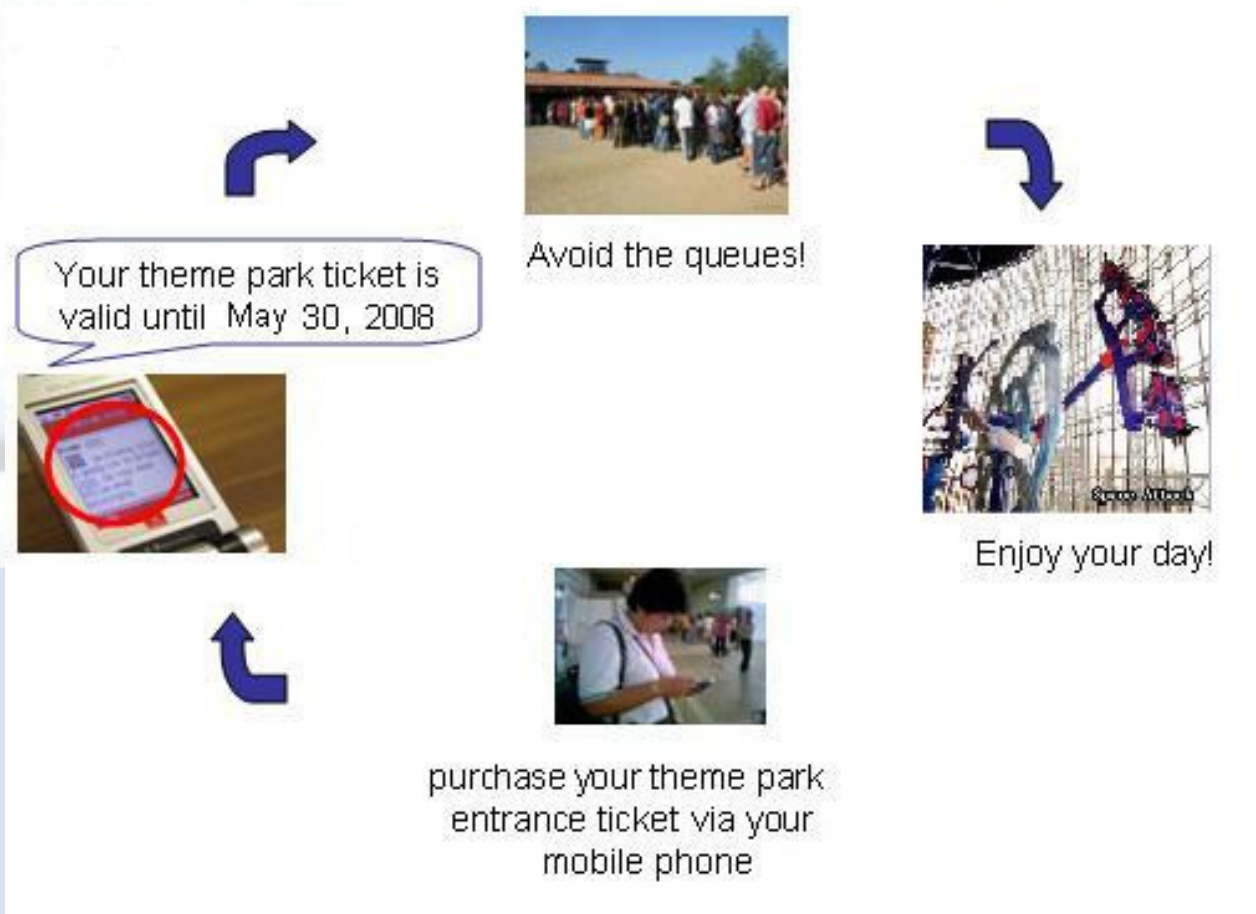 Avoid the queues!
Your theme park ticket is
valid until May 30, 2008
Enjoy your day!
purchase your theme park
entrance ticket via your
mobile phone